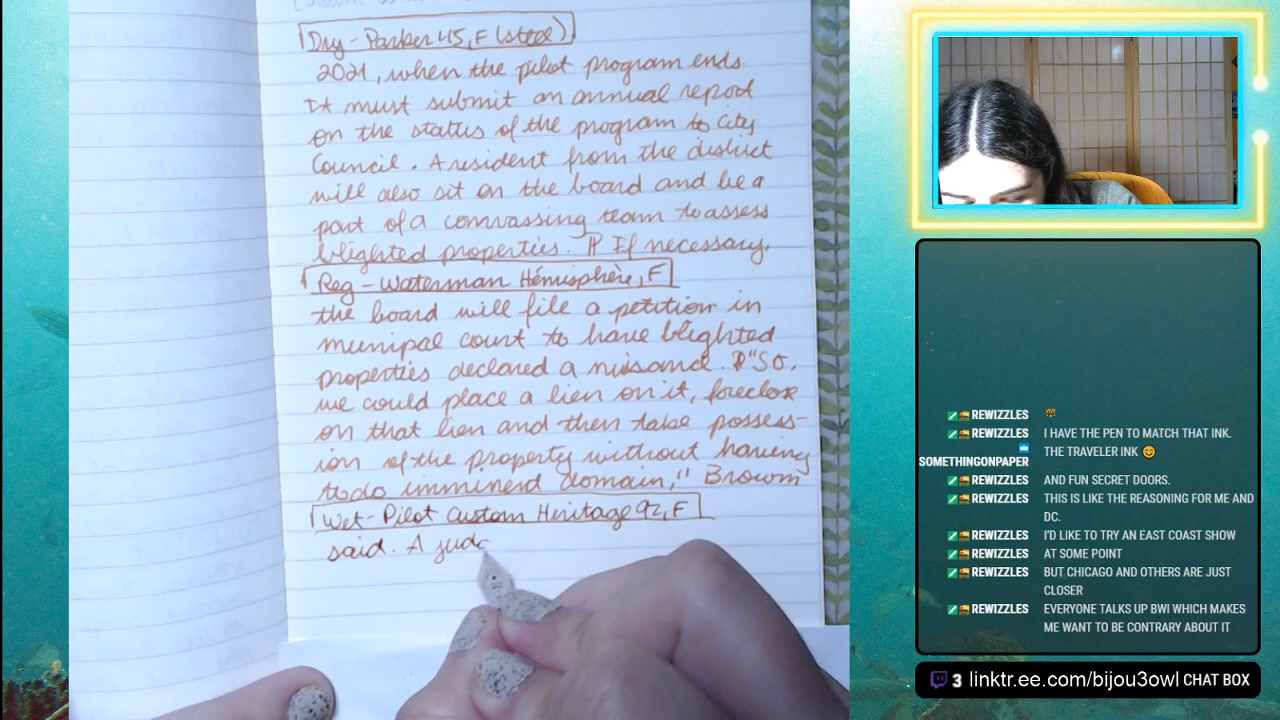 Dry - Parker 45, F (steel)
2021, when the pilot program ends.
It must submit an annual report
on the status of the program to City
Council. A resident from the district
will also sit on the board and be a
part of a convassing team to assess
blighted properties. ¶ If necessary,
Reg - Waterman Hémisphère, F
the board will file a petition in
munipal court to have blighted
properties declared a nuisance. ¶ "So,
we could place a lien on it, foreclose
on that lien and then take possess-
ion of the property without having
to do imminent domain," Brown
Wet - Pilot Custom Heritage 92, F
said. A judg
REWIZZLES
REWIZZLES I HAVE THE PEN TO MATCH THAT INK.
SOMETHINGONPAPER THE TRAVELER INK
REWIZZLES AND FUN SECRET DOORS.
REWIZZLES THIS IS LIKE THE REASONING FOR ME AND
DC.
REWIZZLES I'D LIKE TO TRY AN EAST COAST SHOW
REWIZZLES AT SOME POINT
REWIZZLES BUT CHICAGO AND OTHERS ARE JUST
CLOSER
REWIZZLES EVERYONE TALKS UP BWI WHICH MAKES
ME WANT TO BE CONTRARY ABOUT IT
3 linktr.ee.com/bijou3owl CHAT BOX